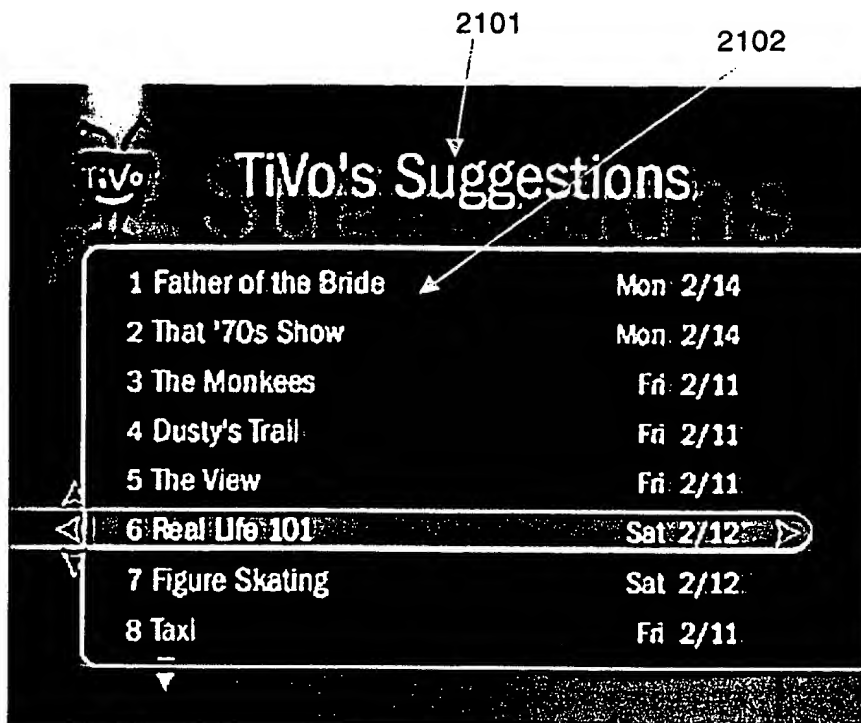 2101
2102
TiVo
TiVo's Suggestions
1 Father of the Bride Mon 2/14
2 That '70s Show Mon 2/14
3 The Monkees Fri 2/11
4 Dusty's Trail Fri 2/11
5 The View Fri 2/11
6 Real Life 101 Sat 2/12
7 Figure Skating Sat 2/12
8 Taxi Fri 2/11